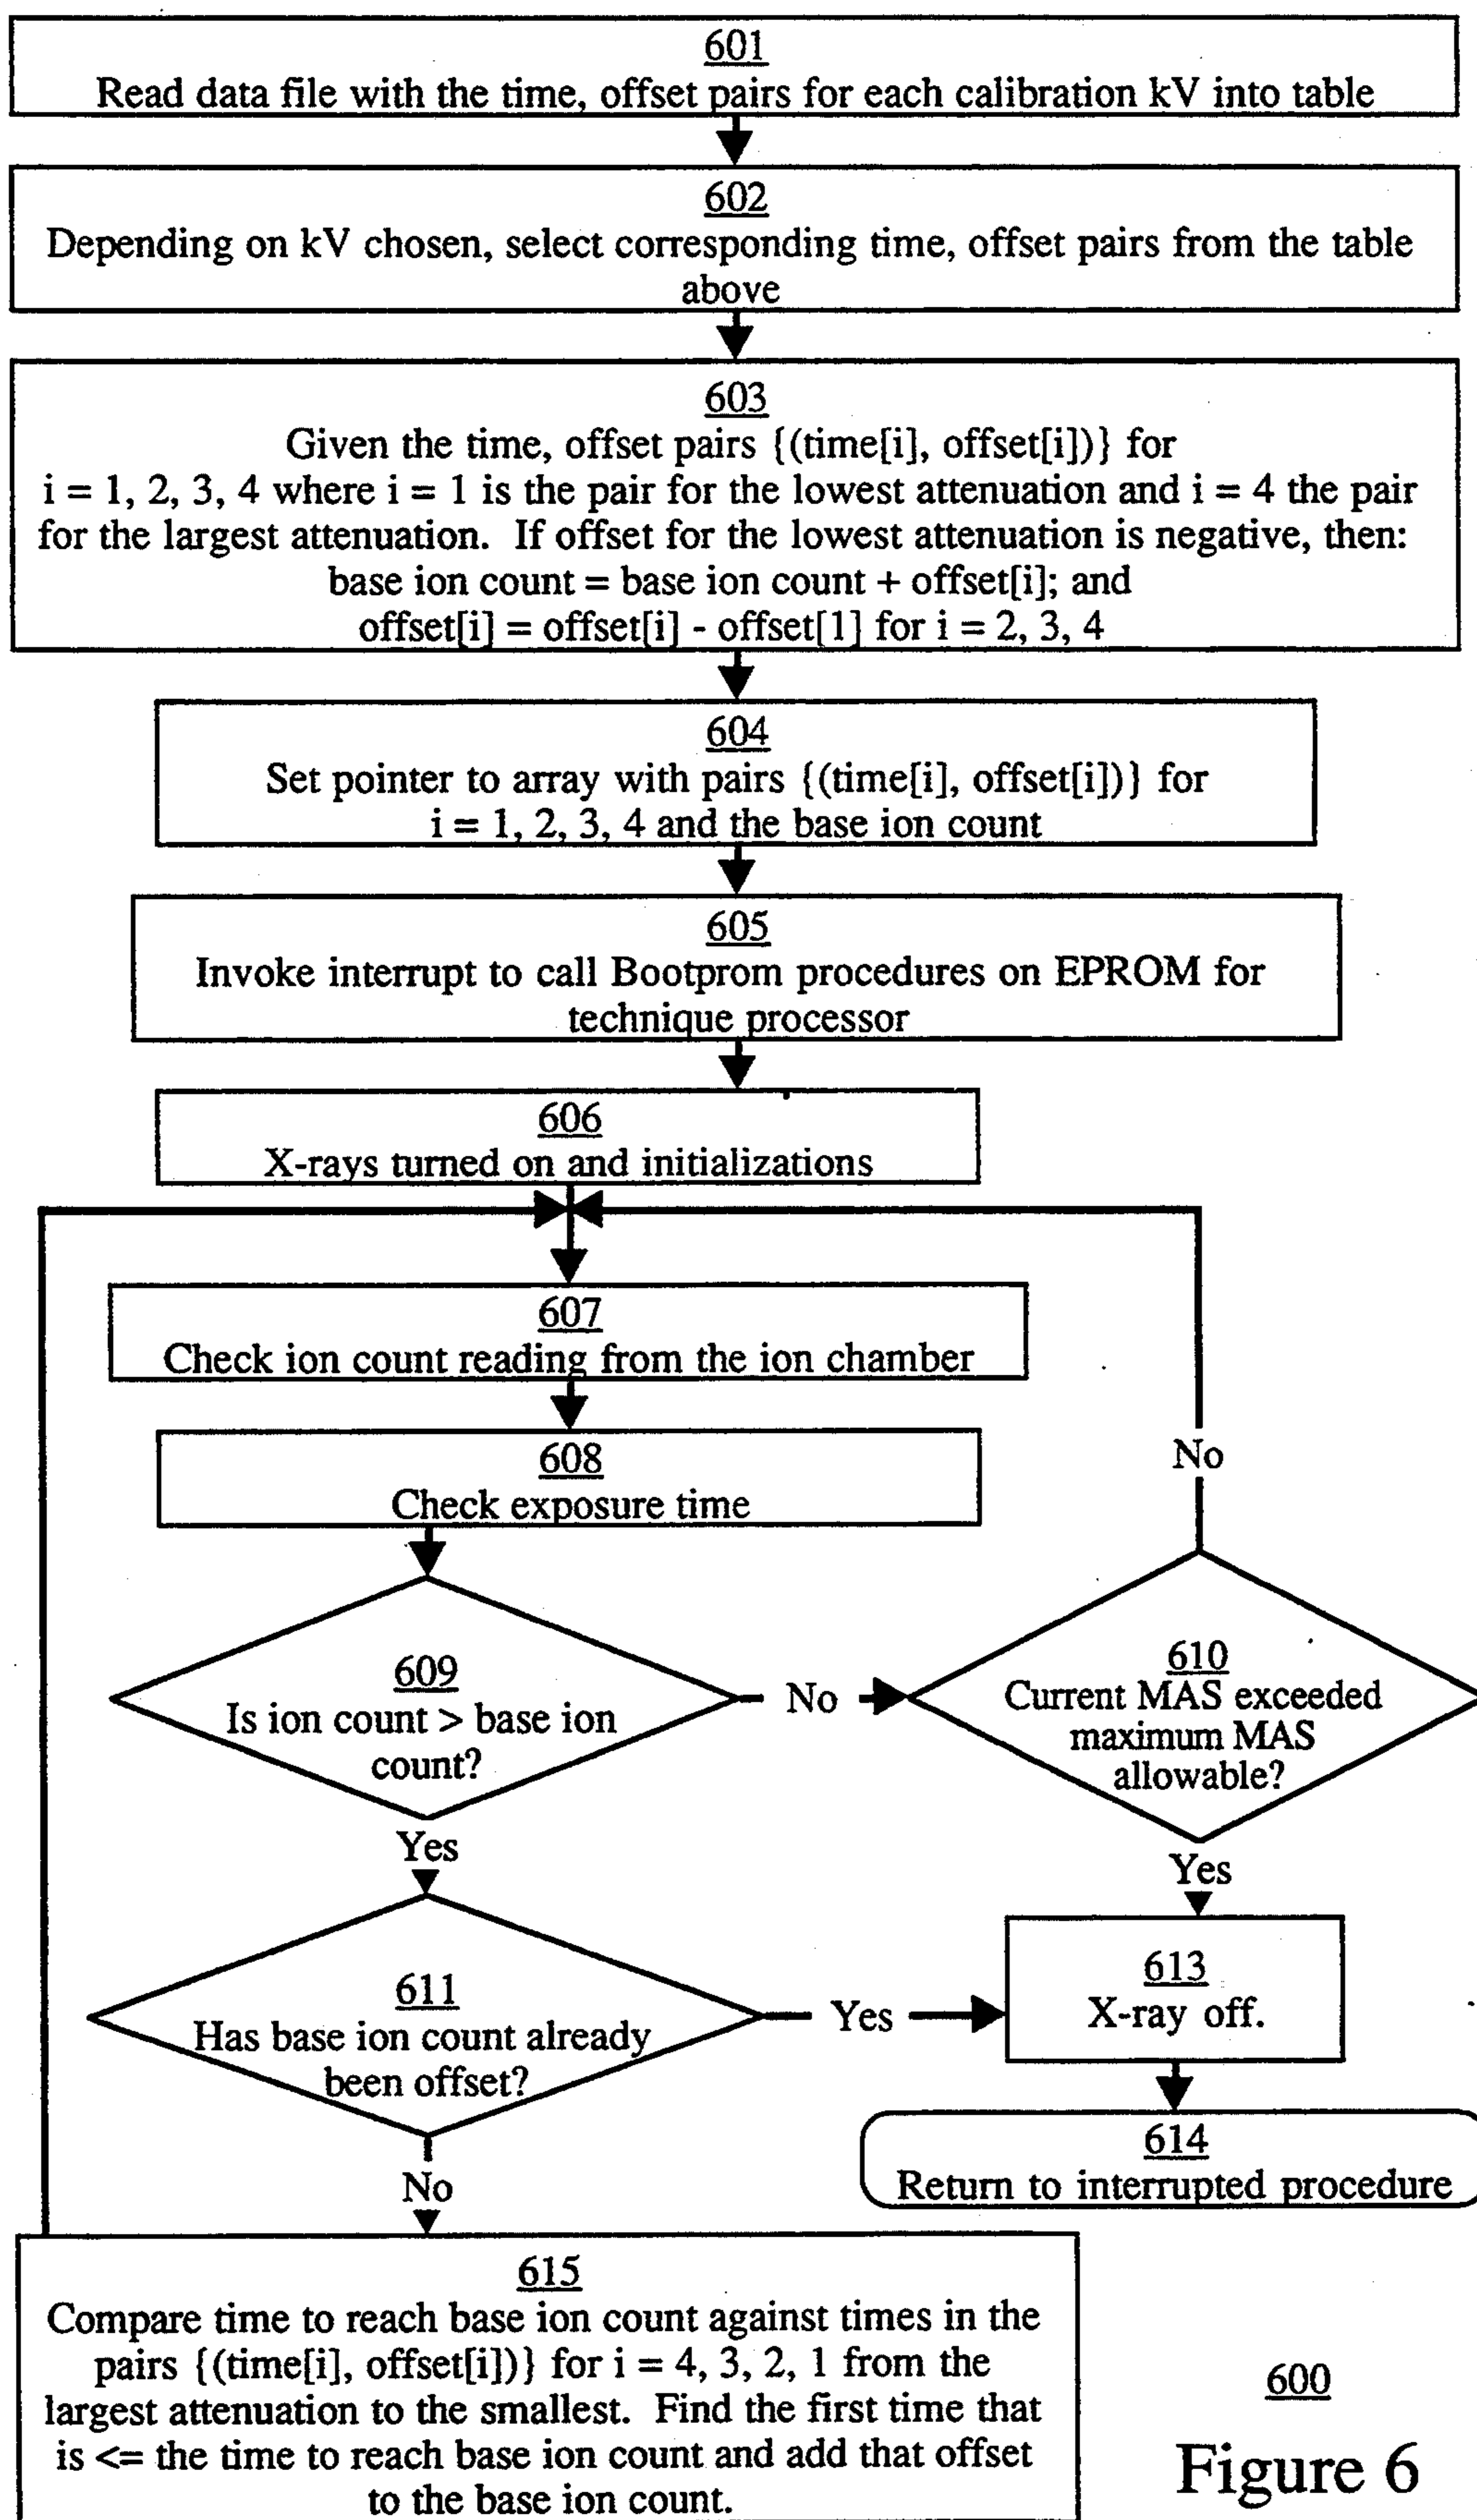 601
Read data file with the time, offset pairs for each calibration kV into table
602
Depending on kV chosen, select corresponding time, offset pairs from the table
above
603
Given the time, offset pairs {(time[i], offset[i])} for
i = 1, 2, 3, 4 where i = 1 is the pair for the lowest attenuation and i = 4 the pair
for the largest attenuation. If offset for the lowest attenuation is negative, then:
base ion count = base ion count + offset[i]; and
offset[i] = offset[i] - offset[1] for i = 2, 3, 4
604
Set pointer to array with pairs {(time[i], offset[i])} for
i = 1, 2, 3, 4 and the base ion count
605
Invoke interrupt to call Bootprom procedures on EPROM for
technique processor
606
X-rays turned on and initializations
607
Check ion count reading from the ion chamber
608
Check exposure time
No
609
Is ion count > base ion
count?
No
610
Current MAS exceeded
maximum MAS
allowable?
Yes
Yes
611
Has base ion count already
been offset?
Yes
613
X-ray off.
614
Return to interrupted procedure
No
615
Compare time to reach base ion count against times in the
pairs {(time[i], offset[i])} for i = 4, 3, 2, 1 from the
largest attenuation to the smallest. Find the first time that
is <= the time to reach base ion count and add that offset
to the base ion count.
600
Figure 6